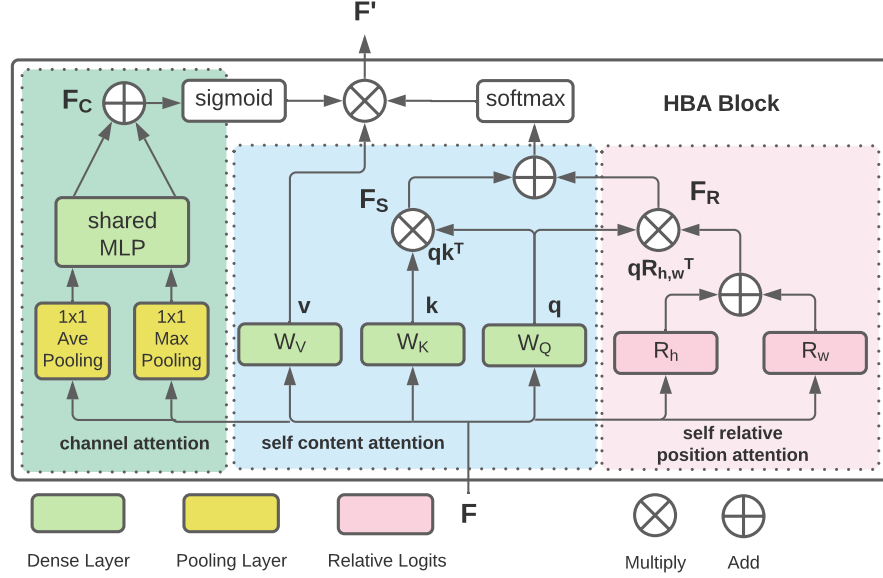 F'
HBA Block
F_C
sigmoid
softmax
shared
MLP
F_S
F_R
qk^T
qR_h,w^T
1x1
Ave
Pooling
1x1
Max
Pooling
v
k
q
W_V
W_K
W_Q
R_h
R_w
channel attention
self content attention
self relative
position attention
F
Dense Layer
Pooling Layer
Relative Logits
Multiply
Add